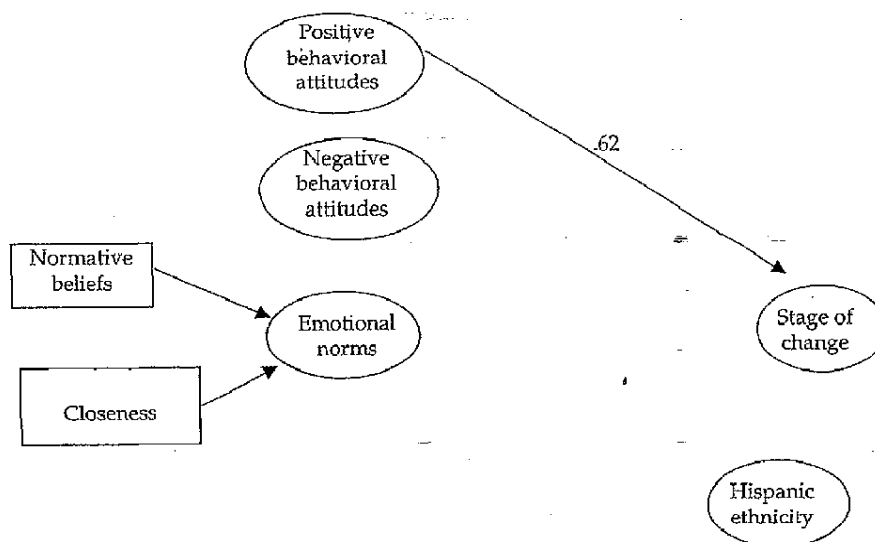 Positive
behavioral
attitudes
.62
Negative
behavioral
attitudes
Normative
beliefs
Emotional
norms
Stage of
change
Closeness
Hispanic
ethnicity